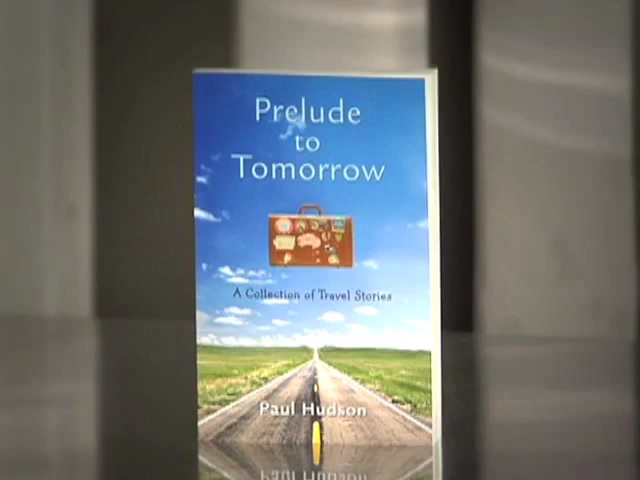 Prelude
to
Tomorrow
A Collection of Travel Stories
Paul Hudson